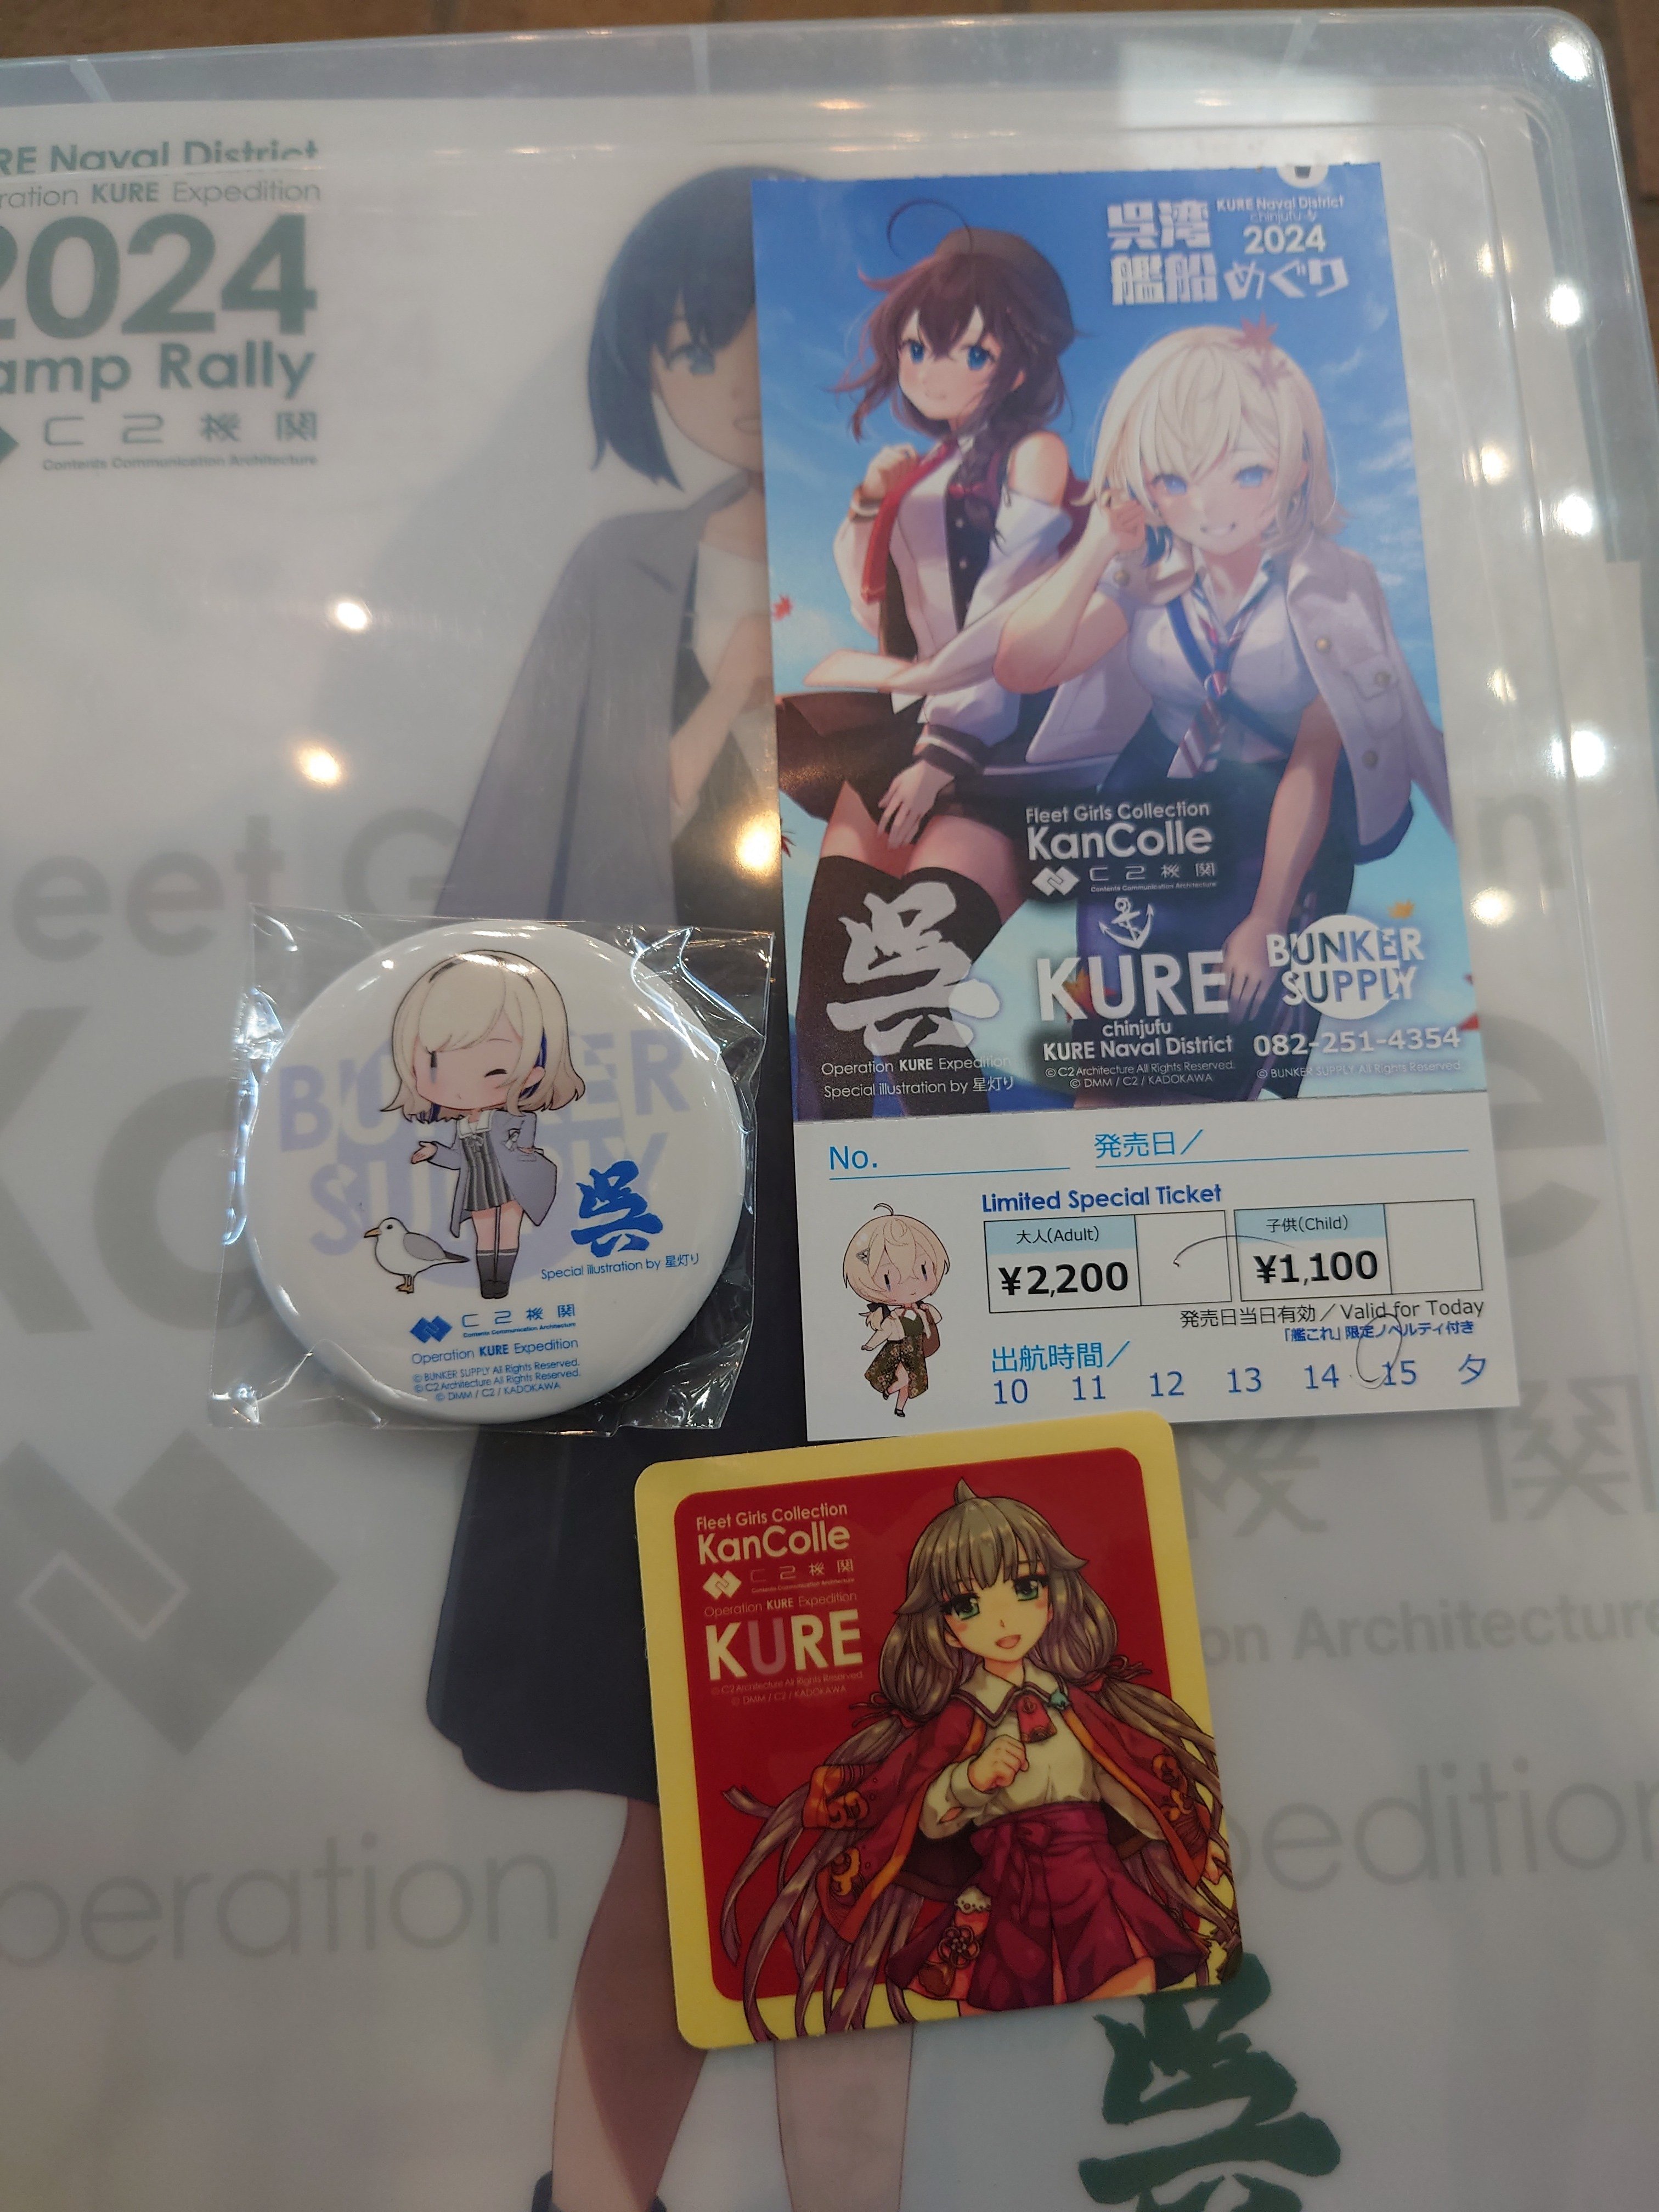 RE Naval District
ration KURE Expedition
2024
amp Rally
C2機関
Contents Communication Architecture
呉湾
艦船めぐり
KURE Naval District
chinjufu
2024
Fleet Girls Collection
KanColle
C2機関
Contents Communication Architecture
呉
KURE
chinjufu
KURE Naval District
BUNKER
SUPPLY
082-251-4354
Operation KURE Expedition
Special illustration by 星灯り
© C2 Architecture All Rights Reserved.
© DMM / C2 / KADOKAWA
© BUNKER SUPPLY All Rights Reserved.
No.
発売日／
Limited Special Ticket
大人(Adult)
¥2,200
子供(Child)
¥1,100
発売日当日有効／Valid for Today
「艦これ」限定ノベルティ付き
出航時間／
10 11 12 13 14 15 夕
BUNKER
SUPPLY
呉
Special illustration by 星灯り
C2機関
Contents Communication Architecture
Operation KURE Expedition
© BUNKER SUPPLY All Rights Reserved.
© C2 Architecture All Rights Reserved.
© DMM / C2 / KADOKAWA
Fleet Girls Collection
KanColle
C2機関
Contents Communication Architecture
Operation KURE Expedition
KURE
© C2 Architecture All Rights Reserved.
© DMM / C2 / KADOKAWA
eet G
n
Ko
e
機関
on Architecture
peration
pedition
呉